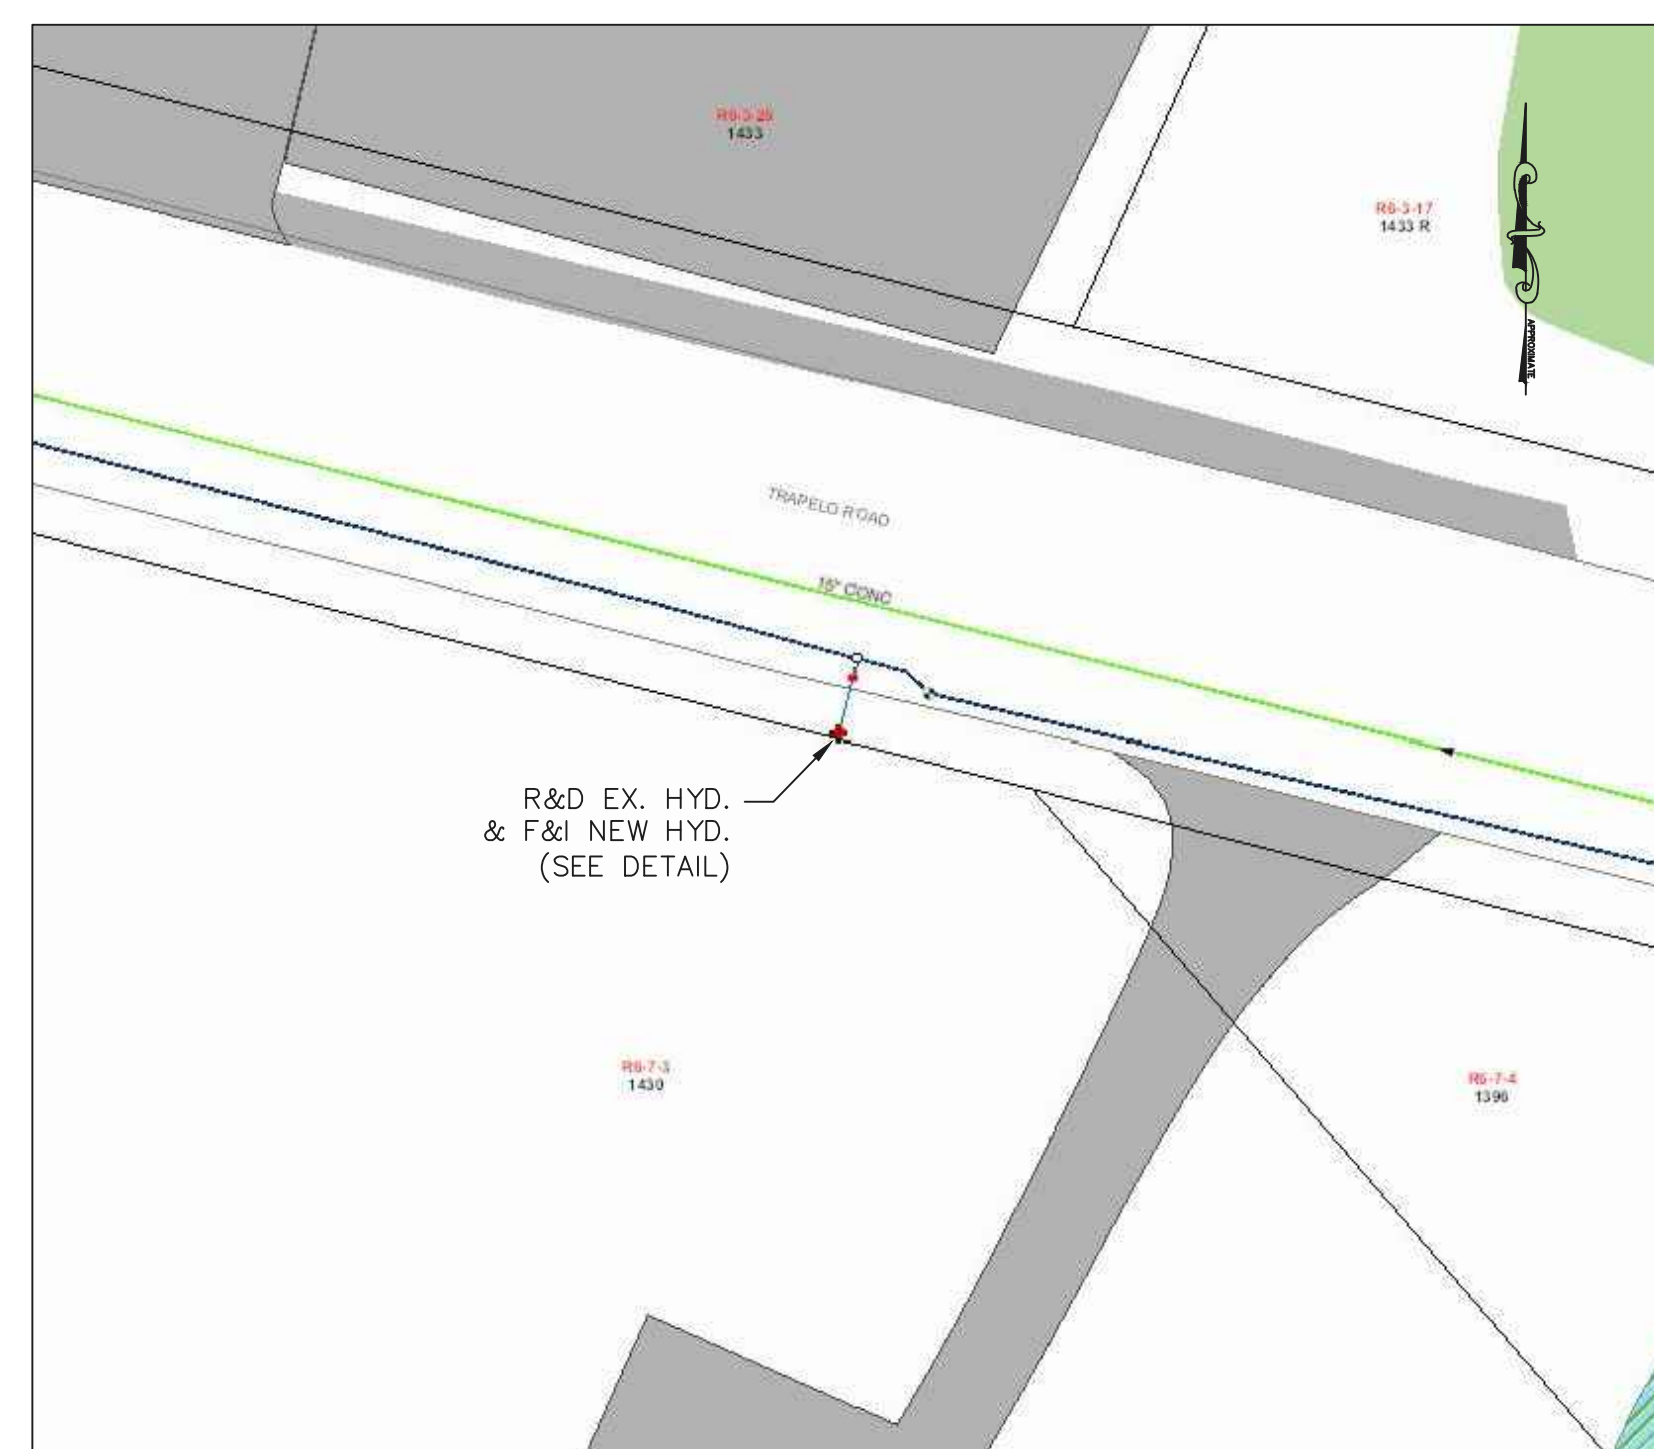 R6-3-25
1433
R6-3-17
1433 R
APPROXIMATE
TRAPELO ROAD
15" CONC
R&D EX. HYD.
& F&I NEW HYD.
(SEE DETAIL)
R6-7-3
1430
R6-7-4
1396